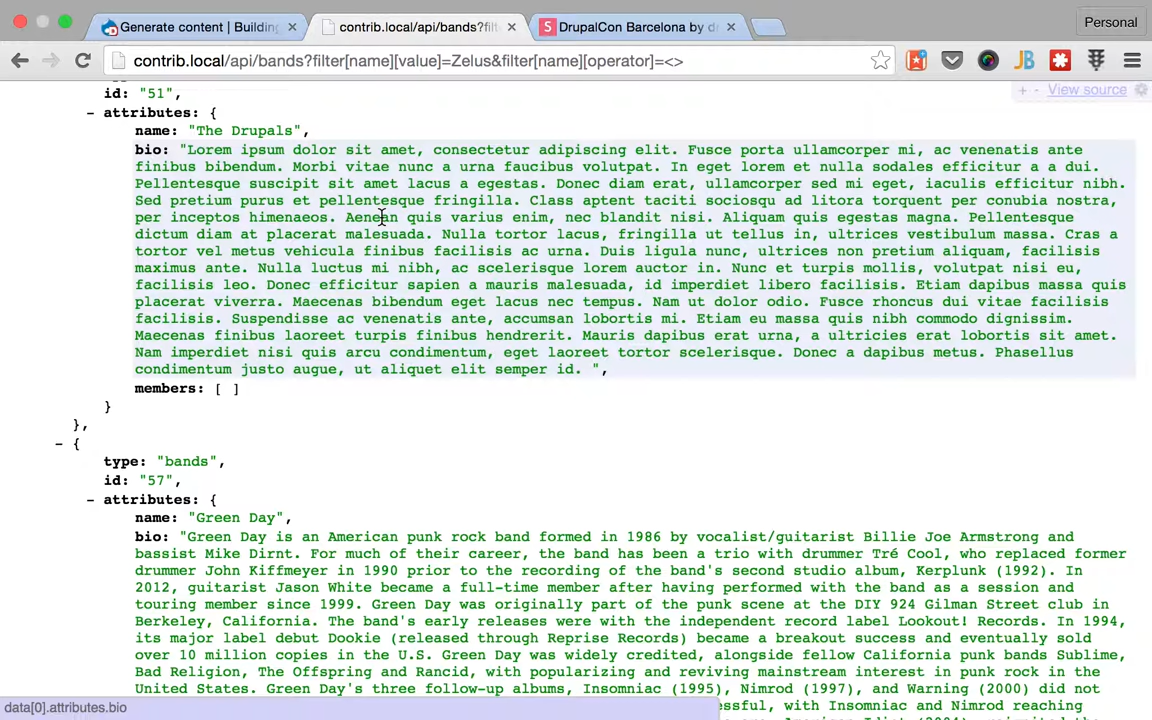 Generate content | Building
contrib.local/api/bands?filt
DrupalCon Barcelona by d
Personal
contrib.local/api/bands?filter[name][value]=Zelus&filter[name][operator]=<>
View source
id: "51",
- attributes: {
name: "The Drupals",
bio: "Lorem ipsum dolor sit amet, consectetur adipiscing elit. Fusce porta ullamcorper mi, ac venenatis ante
finibus bibendum. Morbi vitae nunc a urna faucibus volutpat. In eget lorem et nulla sodales efficitur a a dui.
Pellentesque suscipit sit amet lacus a egestas. Donec diam erat, ullamcorper sed mi eget, iaculis efficitur nibh.
Sed pretium purus et pellentesque fringilla. Class aptent taciti sociosqu ad litora torquent per conubia nostra,
per inceptos himenaeos. Aenean quis varius enim, nec blandit nisi. Aliquam quis egestas magna. Pellentesque
dictum diam at placerat malesuada. Nulla tortor lacus, fringilla ut tellus in, ultrices vestibulum massa. Cras a
tortor vel metus vehicula finibus facilisis ac urna. Duis ligula nunc, ultrices non pretium aliquam, facilisis
maximus ante. Nulla luctus mi nibh, ac scelerisque lorem auctor in. Nunc et turpis mollis, volutpat nisi eu,
facilisis leo. Donec efficitur sapien a mauris malesuada, id imperdiet libero facilisis. Etiam dapibus massa quis
placerat viverra. Maecenas bibendum eget lacus nec tempus. Nam ut dolor odio. Fusce rhoncus dui vitae facilisis
facilisis. Suspendisse ac venenatis ante, accumsan lobortis mi. Etiam eu massa quis nibh commodo dignissim.
Maecenas finibus laoreet turpis finibus hendrerit. Mauris dapibus erat urna, a ultricies erat lobortis sit amet.
Nam imperdiet nisi quis arcu condimentum, eget laoreet tortor scelerisque. Donec a dapibus metus. Phasellus
condimentum justo augue, ut aliquet elit semper id. ",
members: [ ]
}
},
- {
type: "bands",
id: "57",
- attributes: {
name: "Green Day",
bio: "Green Day is an American punk rock band formed in 1986 by vocalist/guitarist Billie Joe Armstrong and
bassist Mike Dirnt. For much of their career, the band has been a trio with drummer Tré Cool, who replaced former
drummer John Kiffmeyer in 1990 prior to the recording of the band's second studio album, Kerplunk (1992). In
2012, guitarist Jason White became a full-time member after having performed with the band as a session and
touring member since 1999. Green Day was originally part of the punk scene at the DIY 924 Gilman Street club in
Berkeley, California. The band's early releases were with the independent record label Lookout! Records. In 1994,
its major label debut Dookie (released through Reprise Records) became a breakout success and eventually sold
over 10 million copies in the U.S. Green Day was widely credited, alongside fellow California punk bands Sublime,
Bad Religion, The Offspring and Rancid, with popularizing and reviving mainstream interest in punk rock in the
United States. Green Day's three follow-up albums, Insomniac (1995), Nimrod (1997), and Warning (2000) did not
data[0].attributes.bio
with Insomniac and Nimrod reaching